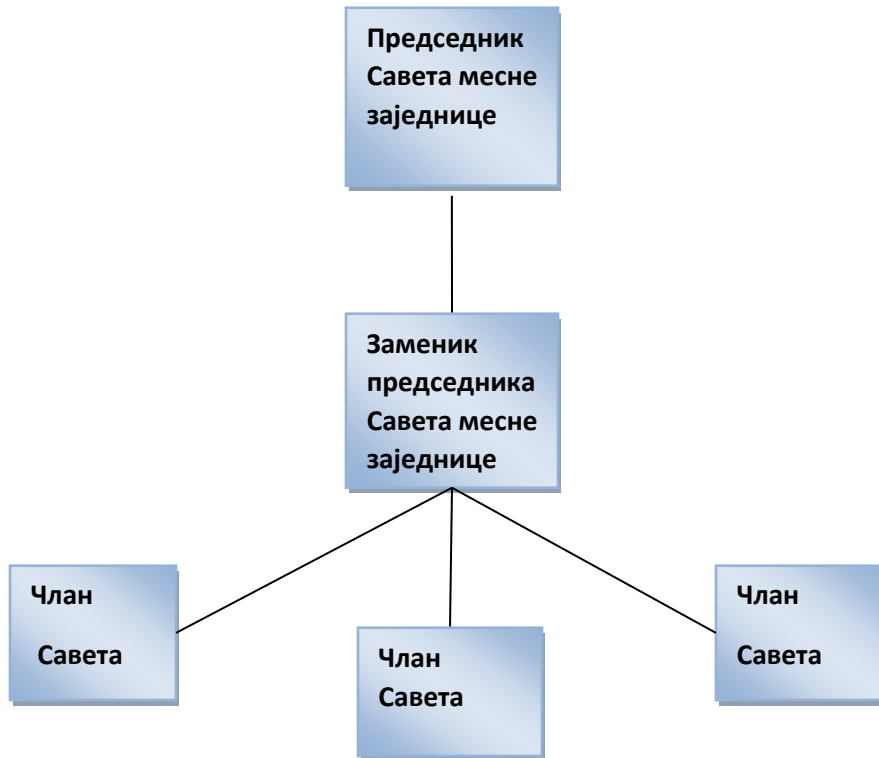 Председник
Савета месне
заједнице
Заменик
председника
Савета месне
заједнице
Члан
Савета
Члан
Савета
Члан
Савета